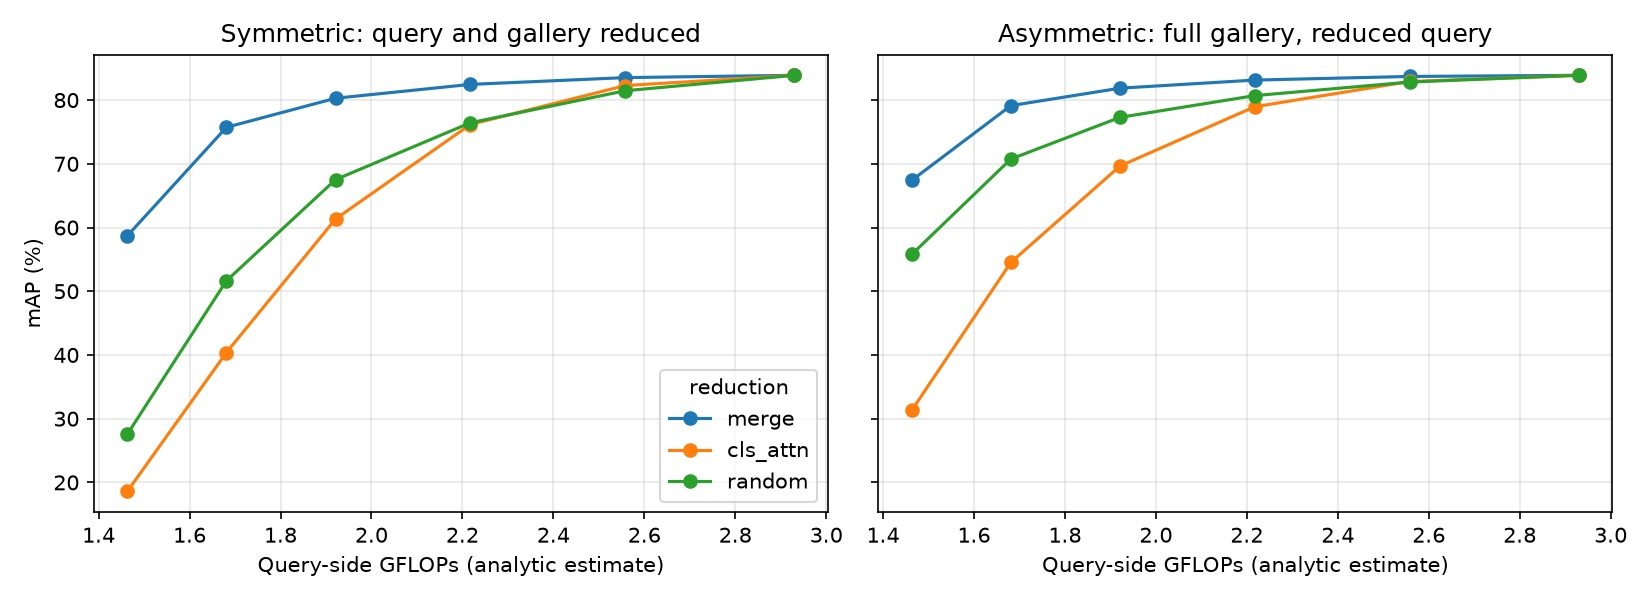 Symmetric: query and gallery reduced
mAP (%)
80
70
60
50
40
30
20
1.4 1.6 1.8 2.0 2.2 2.4 2.6 2.8 3.0
Query-side GFLOPs (analytic estimate)
reduction
merge
cls_attn
random
Asymmetric: full gallery, reduced query
1.4 1.6 1.8 2.0 2.2 2.4 2.6 2.8 3.0
Query-side GFLOPs (analytic estimate)